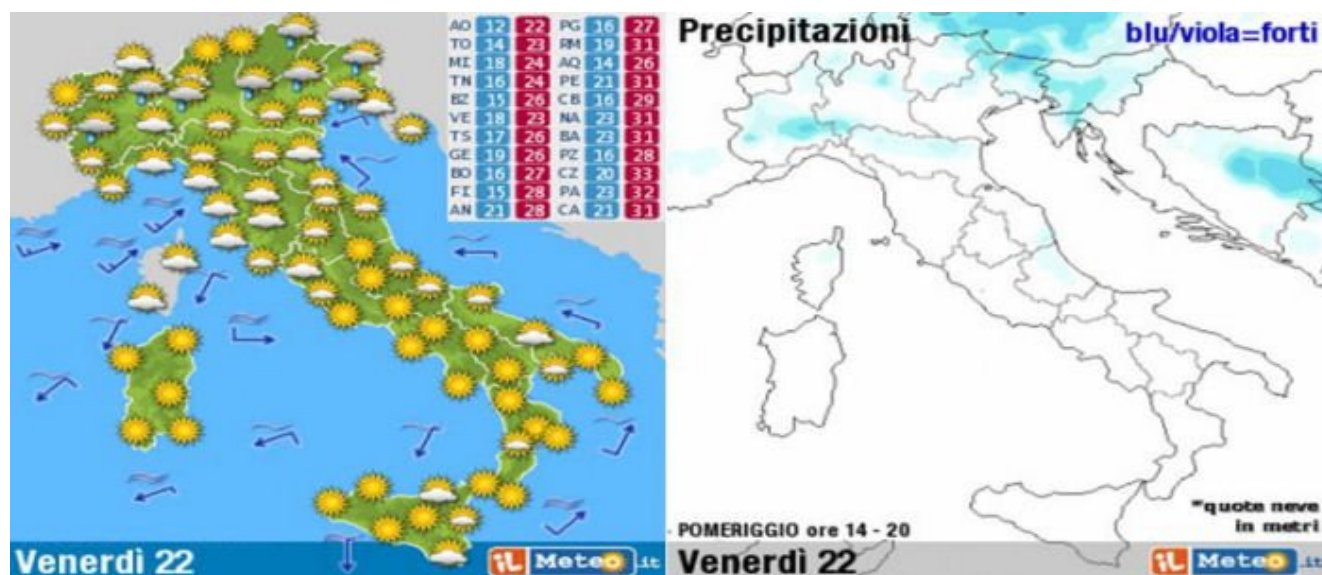 AO 12 22 PG 16 27
TO 14 23 RM 19 31
MI 18 24 AQ 14 26
TN 16 24 PE 21 31
BZ 15 26 CB 16 29
VE 18 23 NA 23 31
TS 17 26 BA 23 31
GE 19 26 PZ 16 28
BO 16 27 CZ 20 33
FI 15 28 PA 23 32
AN 21 28 CA 21 31
Venerdì 22
iL Meteo.it
Precipitazioni
blu/viola=forti
*quote neve
in metri
- POMERIGGIO ore 14 - 20
Venerdì 22
iL Meteo.it